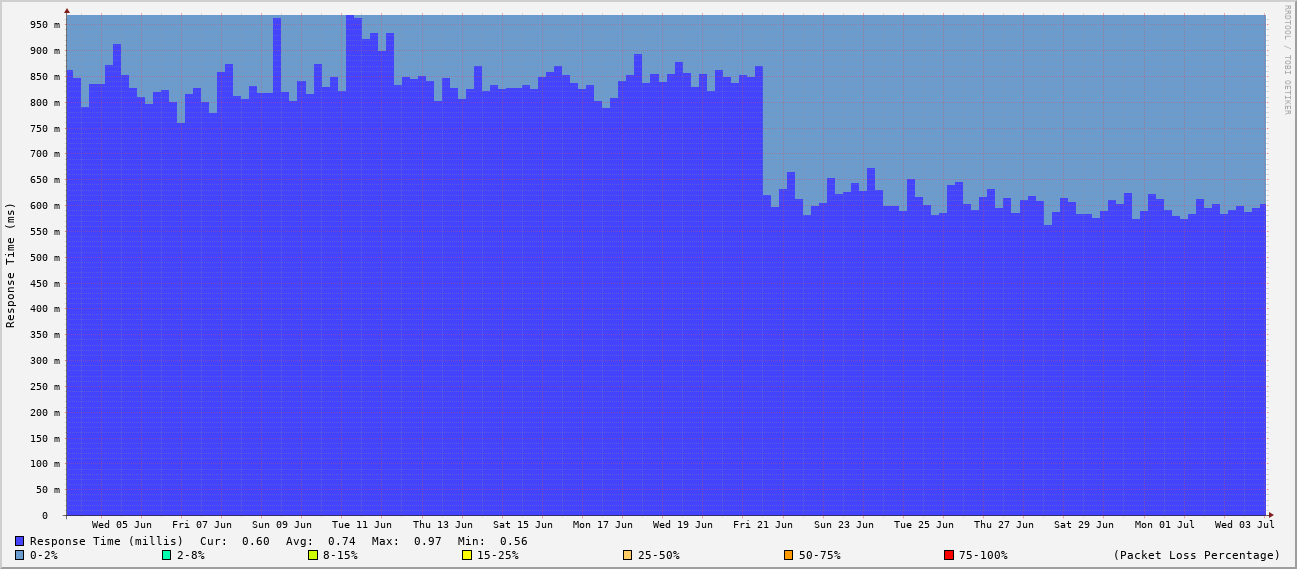 RRDTOOL / TOBI OETIKER
Response Time (ms)
950 m
900 m
850 m
800 m
750 m
700 m
650 m
600 m
550 m
500 m
450 m
400 m
350 m
300 m
250 m
200 m
150 m
100 m
50 m
0
Wed 05 Jun Fri 07 Jun Sun 09 Jun Tue 11 Jun Thu 13 Jun Sat 15 Jun Mon 17 Jun Wed 19 Jun Fri 21 Jun Sun 23 Jun Tue 25 Jun Thu 27 Jun Sat 29 Jun Mon 01 Jul Wed 03 Jul
Response Time (millis) Cur: 0.60 Avg: 0.74 Max: 0.97 Min: 0.56
0-2% 2-8% 8-15% 15-25% 25-50% 50-75% 75-100% (Packet Loss Percentage)